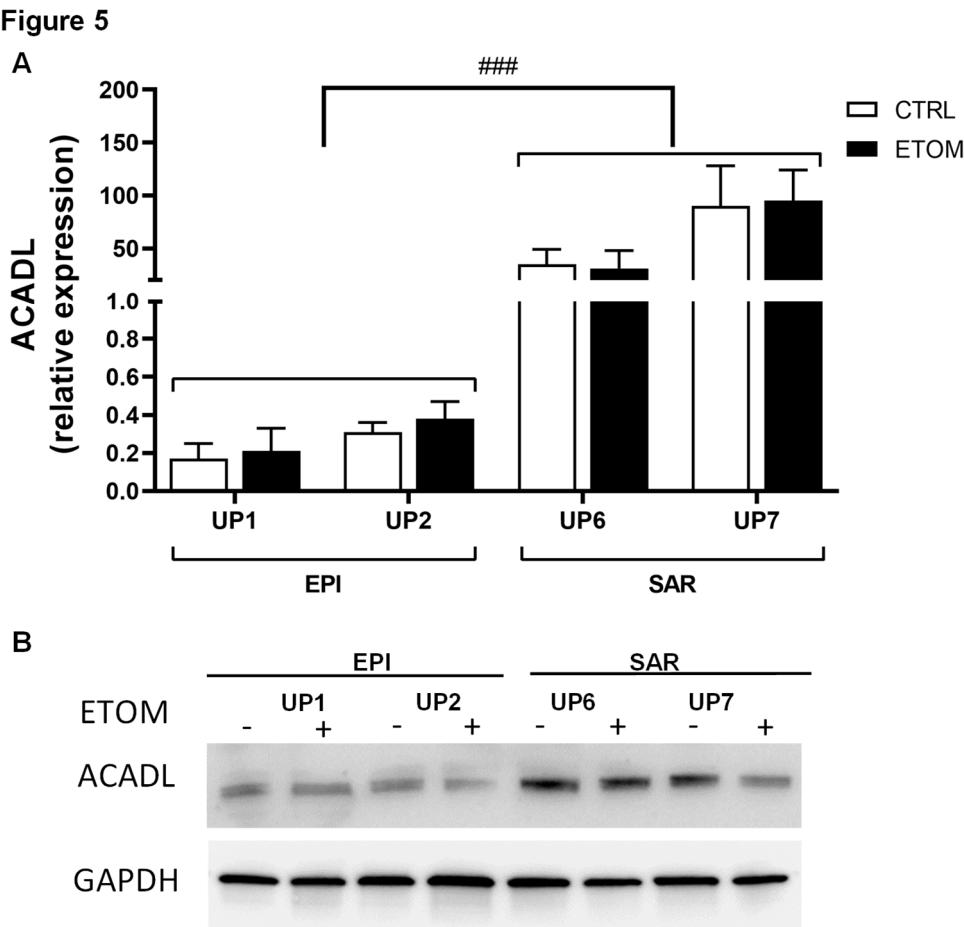 Figure 5
A
###
CTRL
ETOM
ACADL
(relative expression)
200
150
100
50
1.0
0.8
0.6
0.4
0.2
0.0
UP1 UP2 UP6 UP7
EPI SAR
B
EPI SAR
ETOM UP1 UP2 UP6 UP7
- + - + - + - +
ACADL
GAPDH